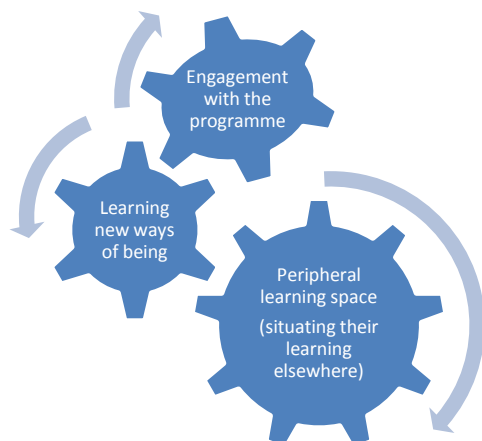 Engagement
with the
programme
Learning
new ways
of being
Peripheral
learning space
(situating their
learning
elsewhere)